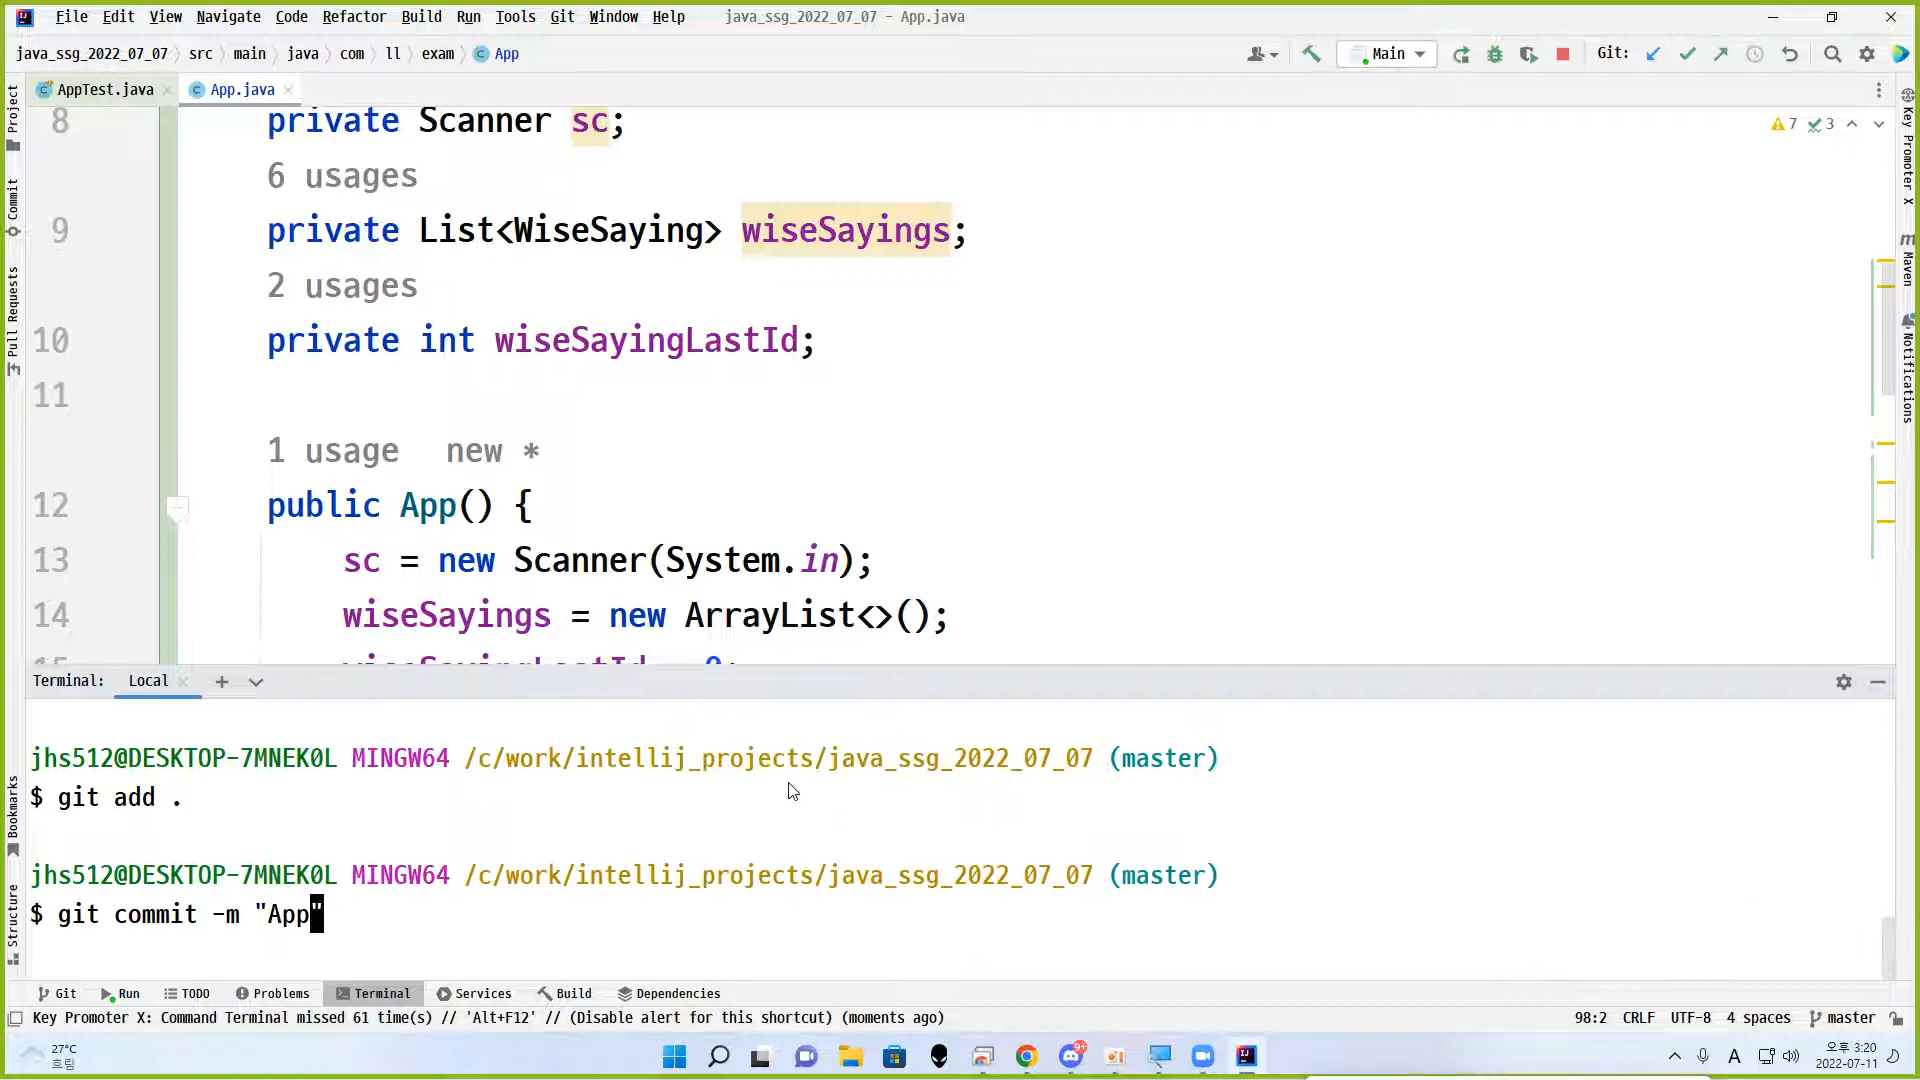 File Edit View Navigate Code Refactor Build Run Tools Git Window Help java_ssg_2022_07_07 - App.java
java_ssg_2022_07_07 src main java com ll exam App
Main
Git:
AppTest.java App.java
7 3
8 private Scanner sc;
6 usages
9 private List<WiseSaying> wiseSayings;
2 usages
10 private int wiseSayingLastId;
11
1 usage new *
12 public App() {
13 sc = new Scanner(System.in);
14 wiseSayings = new ArrayList<>();
15 wiseSayingLastId = 0;
Project
Commit
Pull Requests
Bookmarks
Structure
Key Promoter X
Maven
Notifications
Terminal: Local
jhs512@DESKTOP-7MNEK0L MINGW64 /c/work/intellij_projects/java_ssg_2022_07_07 (master)
$ git add .
jhs512@DESKTOP-7MNEK0L MINGW64 /c/work/intellij_projects/java_ssg_2022_07_07 (master)
$ git commit -m "App"
Git Run TODO Problems Terminal Services Build Dependencies
Key Promoter X: Command Terminal missed 61 time(s) // 'Alt+F12' // (Disable alert for this shortcut) (moments ago)
98:2 CRLF UTF-8 4 spaces master
27°C
흐림
9+
A
오후 3:20
2022-07-11